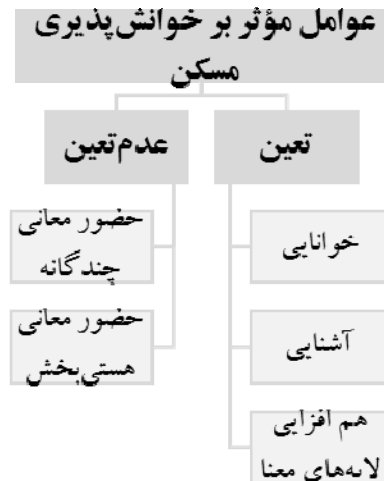 عوامل مؤثر بر خوانش‌پذیری
مسکن
تعین
عدم‌تعین
خوانایی
آشنایی
هم افزایی
لایه‌های معنا
حضور معانی
چندگانه
حضور معانی
هستی‌بخش